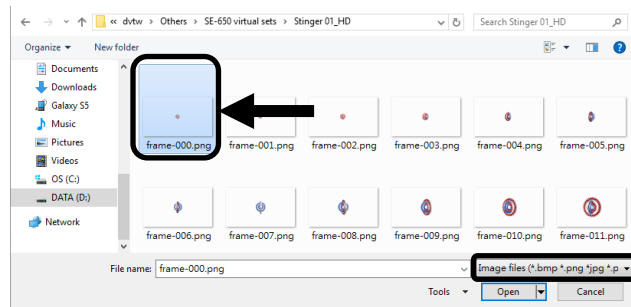 « dvtw › Others › SE-650 virtual sets › Stinger 01_HD
Search Stinger 01_HD
Organize
New folder
Documents
Downloads
Galaxy S5
Music
Pictures
Videos
OS (C:)
DATA (D:)
Network
frame-000.png
frame-001.png
frame-002.png
frame-003.png
frame-004.png
frame-005.png
frame-006.png
frame-007.png
frame-008.png
frame-009.png
frame-010.png
frame-011.png
File name: frame-000.png
Image files (*.bmp *.png *jpg *.p
Tools
Open
Cancel